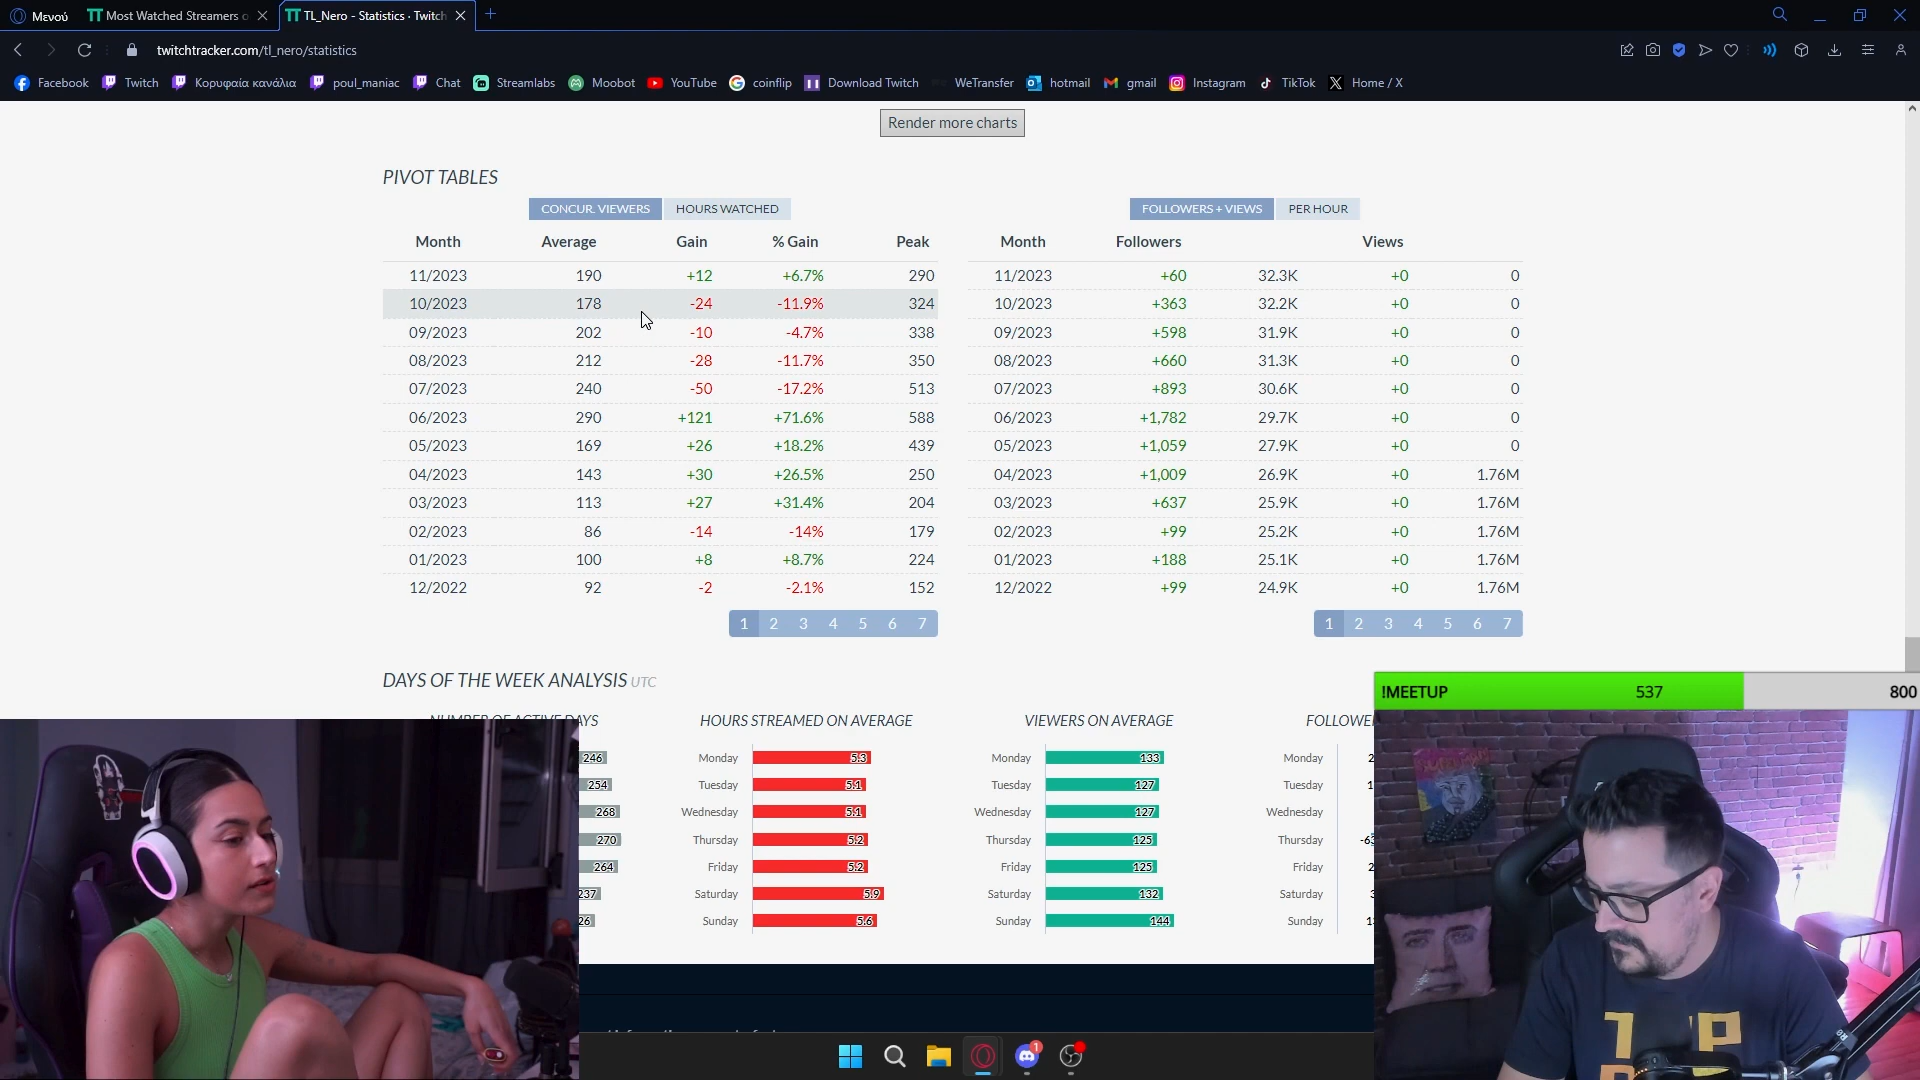 Μενού
Most Watched Streamers o
TL_Nero - Statistics · Twitch
twitchtracker.com/tl_nero/statistics
Facebook Twitch Κορυφαία κανάλια poul_maniac Chat Streamlabs Moobot YouTube coinflip Download Twitch WeTransfer hotmail gmail Instagram TikTok Home / X
Render more charts
PIVOT TABLES
CONCUR. VIEWERS HOURS WATCHED
Month Average Gain % Gain Peak
11/2023 190 +12 +6.7% 290
10/2023 178 -24 -11.9% 324
09/2023 202 -10 -4.7% 338
08/2023 212 -28 -11.7% 350
07/2023 240 -50 -17.2% 513
06/2023 290 +121 +71.6% 588
05/2023 169 +26 +18.2% 439
04/2023 143 +30 +26.5% 250
03/2023 113 +27 +31.4% 204
02/2023 86 -14 -14% 179
01/2023 100 +8 +8.7% 224
12/2022 92 -2 -2.1% 152
1 2 3 4 5 6 7
FOLLOWERS + VIEWS PER HOUR
Month Followers Views
11/2023 +60 32.3K +0 0
10/2023 +363 32.2K +0 0
09/2023 +598 31.9K +0 0
08/2023 +660 31.3K +0 0
07/2023 +893 30.6K +0 0
06/2023 +1,782 29.7K +0 0
05/2023 +1,059 27.9K +0 0
04/2023 +1,009 26.9K +0 1.76M
03/2023 +637 25.9K +0 1.76M
02/2023 +99 25.2K +0 1.76M
01/2023 +188 25.1K +0 1.76M
12/2022 +99 24.9K +0 1.76M
1 2 3 4 5 6 7
DAYS OF THE WEEK ANALYSIS UTC
!MEETUP 537 800
NUMBER OF ACTIVE DAYS
246
254
268
270
264
237
26
HOURS STREAMED ON AVERAGE
Monday 5.3
Tuesday 5.1
Wednesday 5.1
Thursday 5.2
Friday 5.2
Saturday 5.9
Sunday 5.6
VIEWERS ON AVERAGE
Monday 133
Tuesday 127
Wednesday 127
Thursday 125
Friday 125
Saturday 132
Sunday 144
FOLLOWE
Monday 2
Tuesday 1
Wednesday
Thursday -6
Friday 2
Saturday
Sunday 1
1